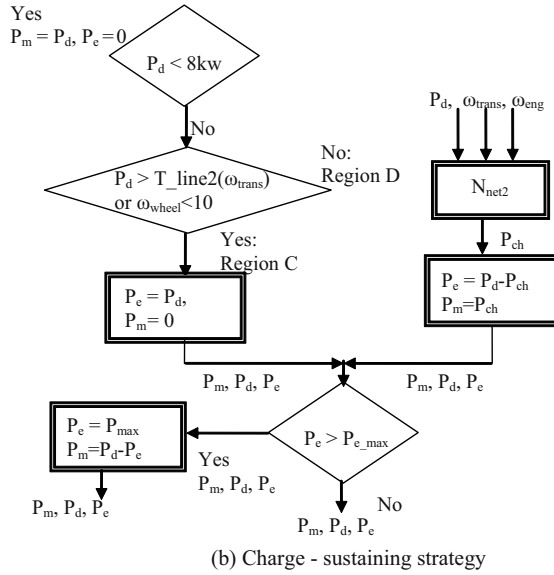 Yes
P_m = P_d, P_e = 0
P_d < 8kw
No
P_d, ω_trans, ω_eng
P_d > T_line2(ω_trans)
or ω_wheel<10
No:
Region D
N_net2
Yes:
Region C
P_ch
P_e = P_d,
P_m= 0
P_e = P_d-P_ch
P_m=P_ch
P_m, P_d, P_e
P_m, P_d, P_e
P_e = P_max
P_m=P_d-P_e
P_e > P_e_max
Yes
P_m, P_d, P_e
P_m, P_d, P_e
No
P_m, P_d, P_e
(b) Charge - sustaining strategy